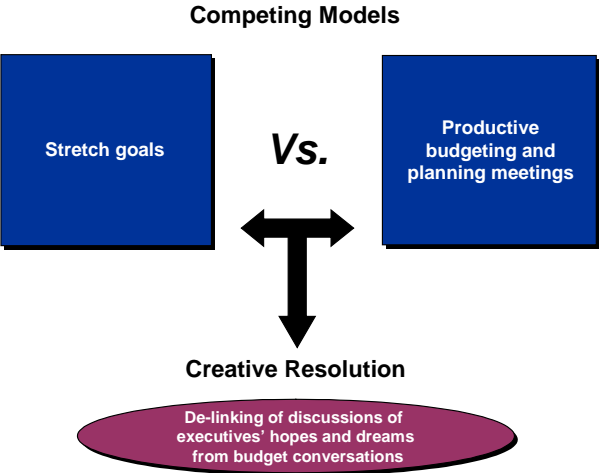 Competing Models
Stretch goals
Vs.
Productive
budgeting and
planning meetings
Creative Resolution
De-linking of discussions of
executives’ hopes and dreams
from budget conversations